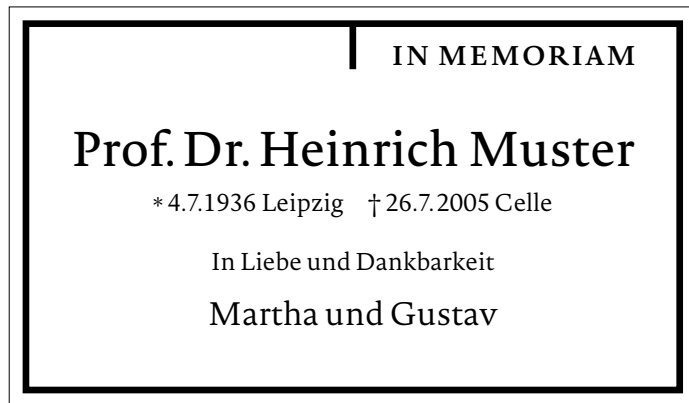 IN MEMORIAM
Prof. Dr. Heinrich Muster
* 4.7.1936 Leipzig † 26.7.2005 Celle
In Liebe und Dankbarkeit
Martha und Gustav